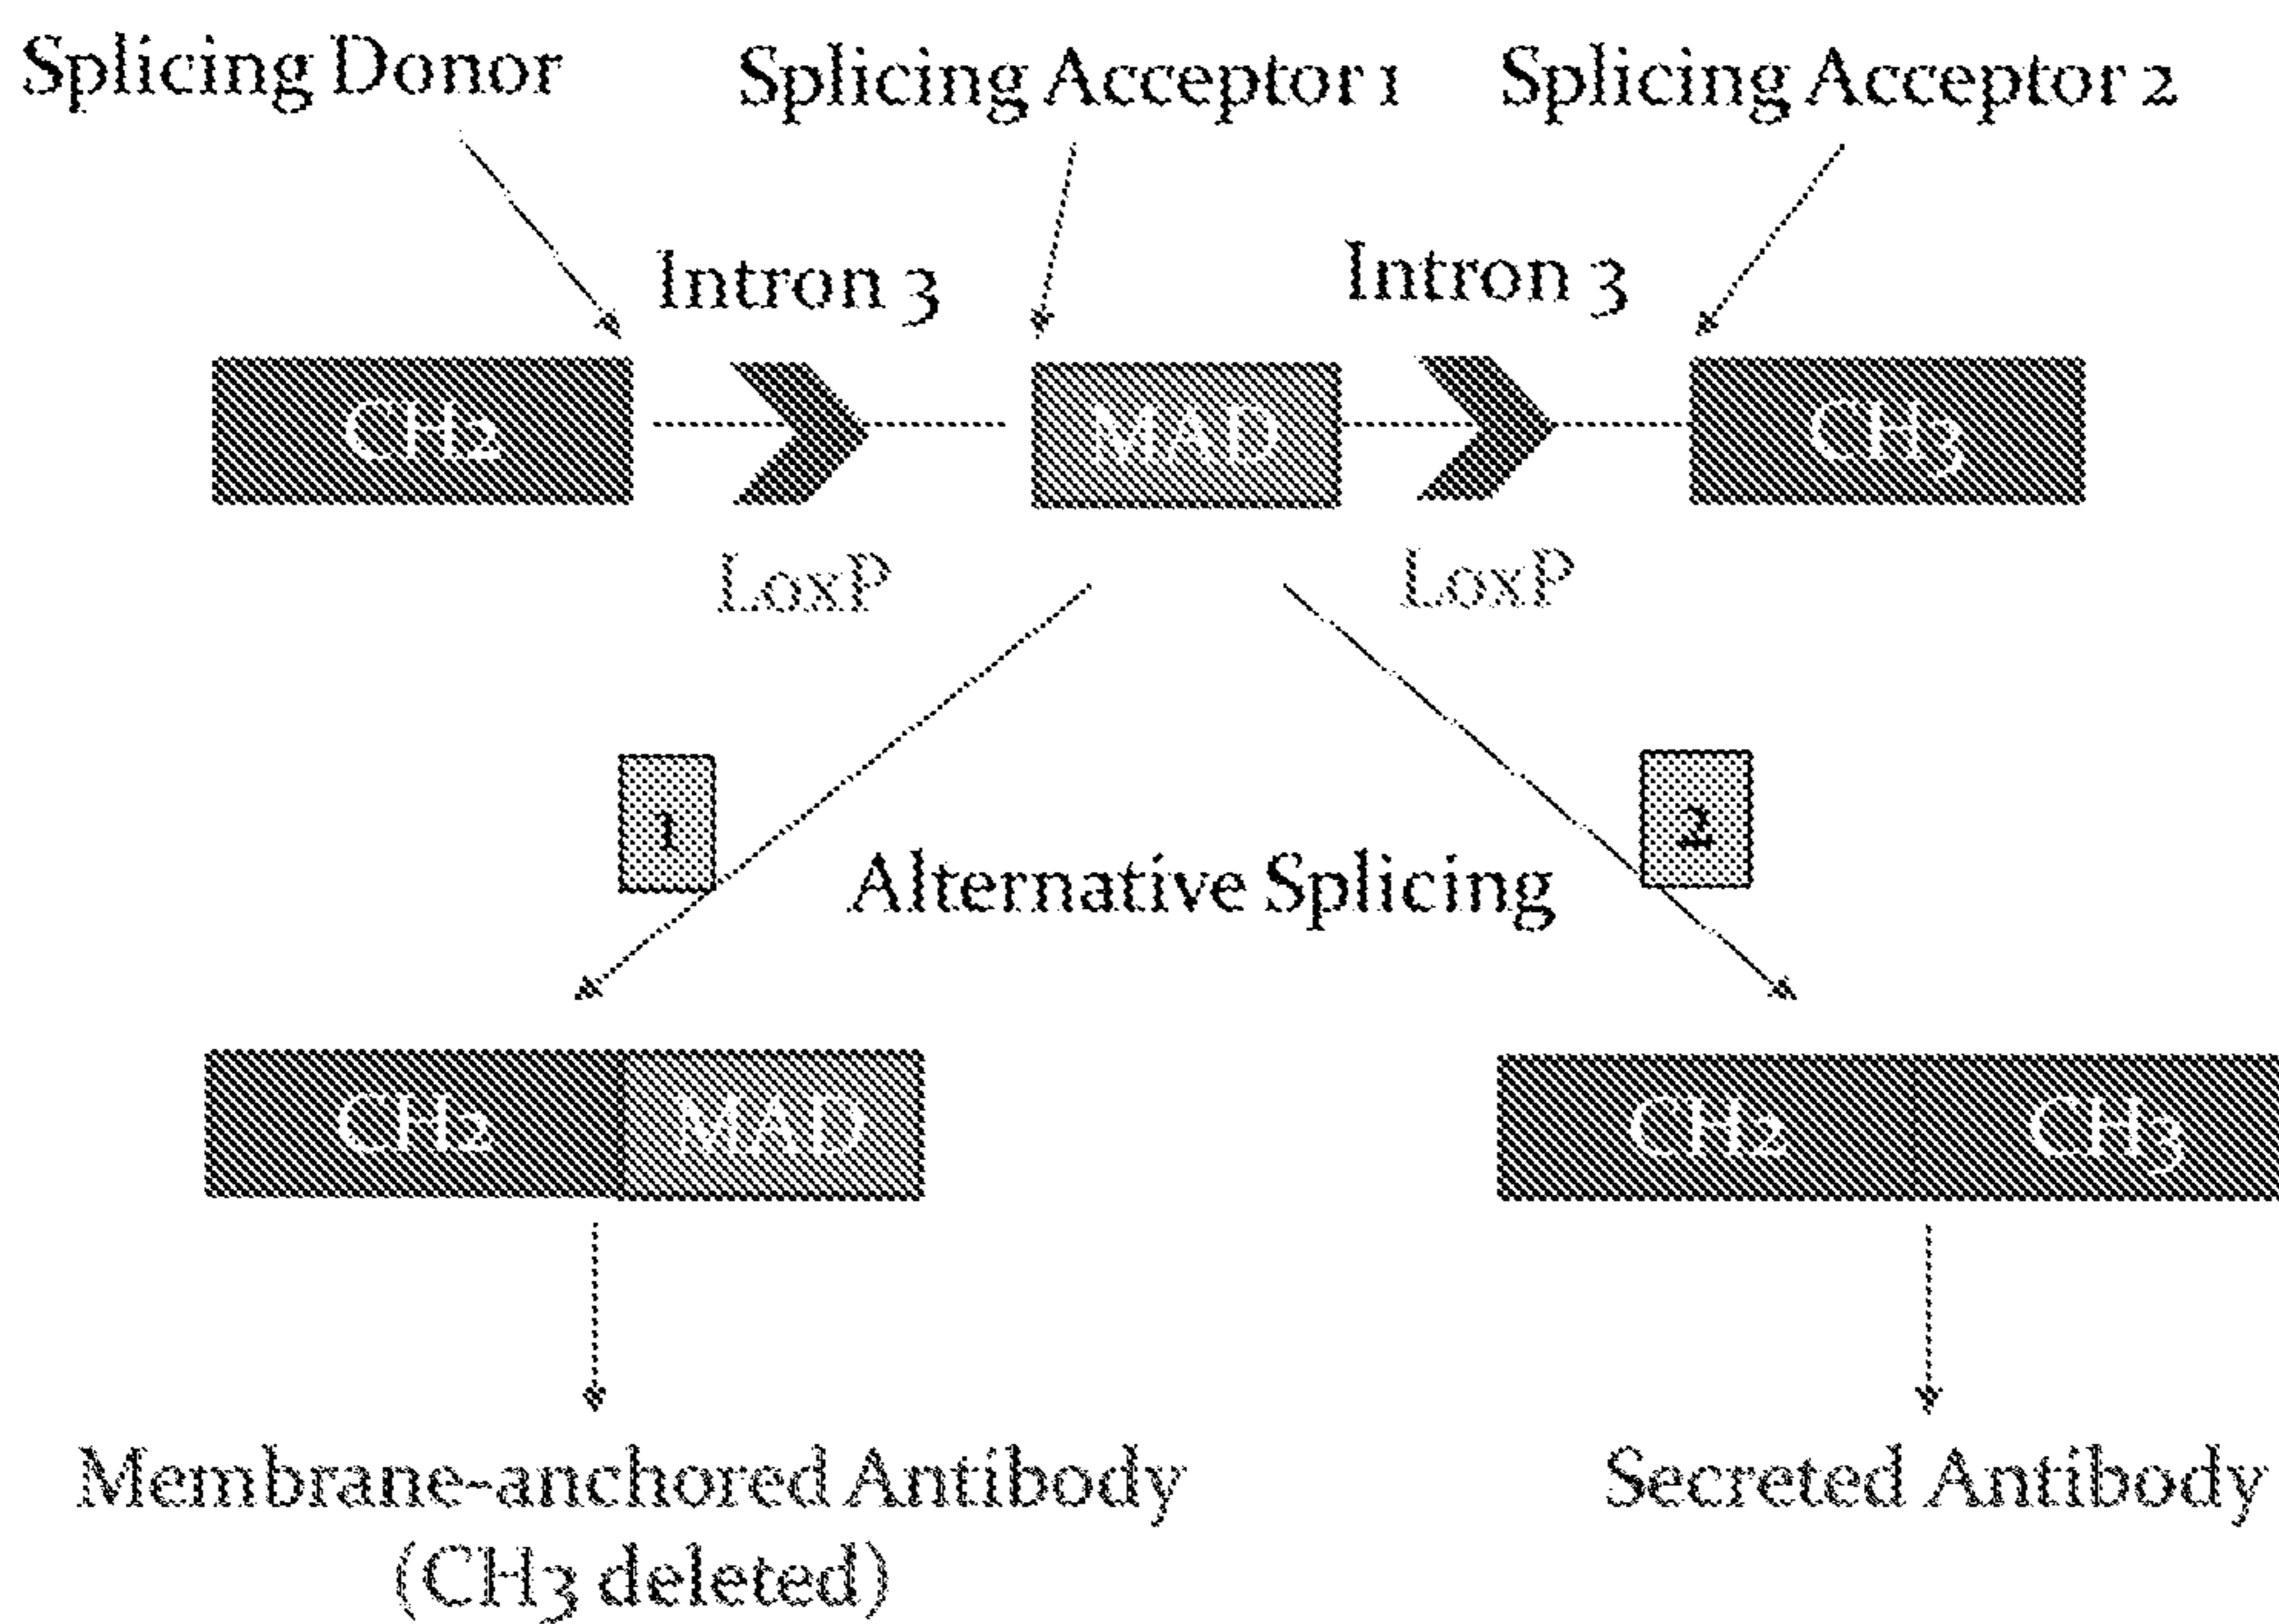 Splicing Donor
Splicing Acceptor 1
Splicing Acceptor 2
Intron 3
Intron 3
CH2
MAD
CH3
LoxP
LoxP
1
2
Alternative Splicing
CH2
MAD
CH2
CH3
Membrane-anchored Antibody
(CH3 deleted)
Secreted Antibody